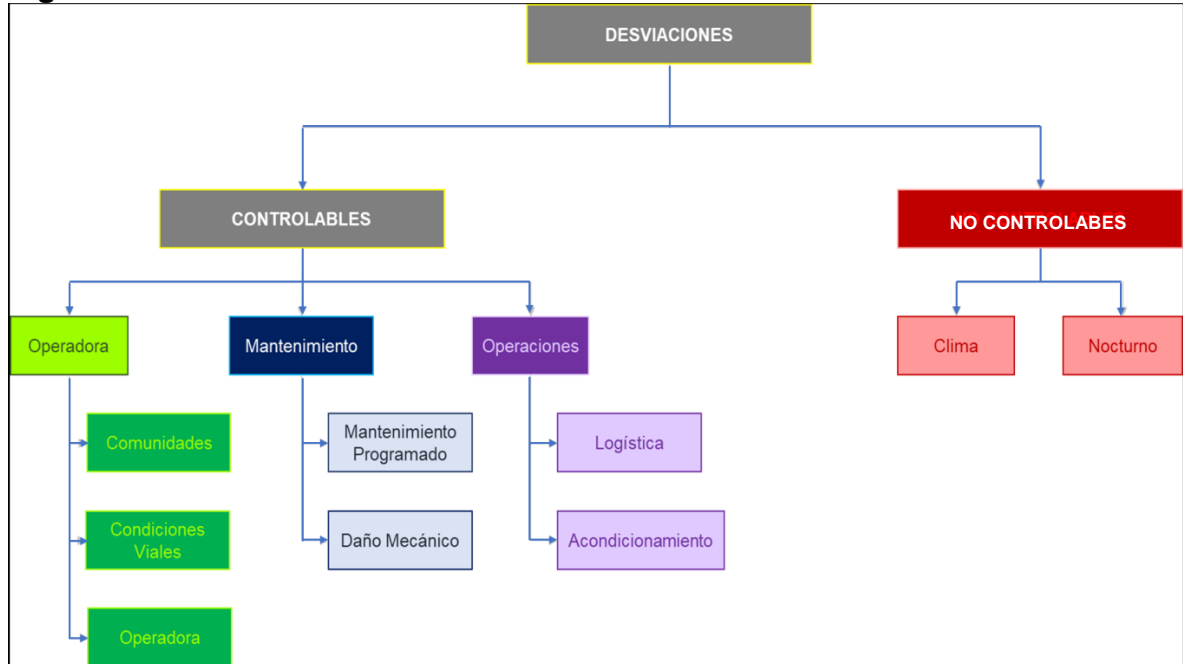 DESVIACIONES
CONTROLABLES
NO CONTROLABES
Operadora
Mantenimiento
Operaciones
Clima
Nocturno
Comunidades
Mantenimiento
Programado
Logística
Condiciones
Viales
Daño Mecánico
Acondicionamiento
Operadora